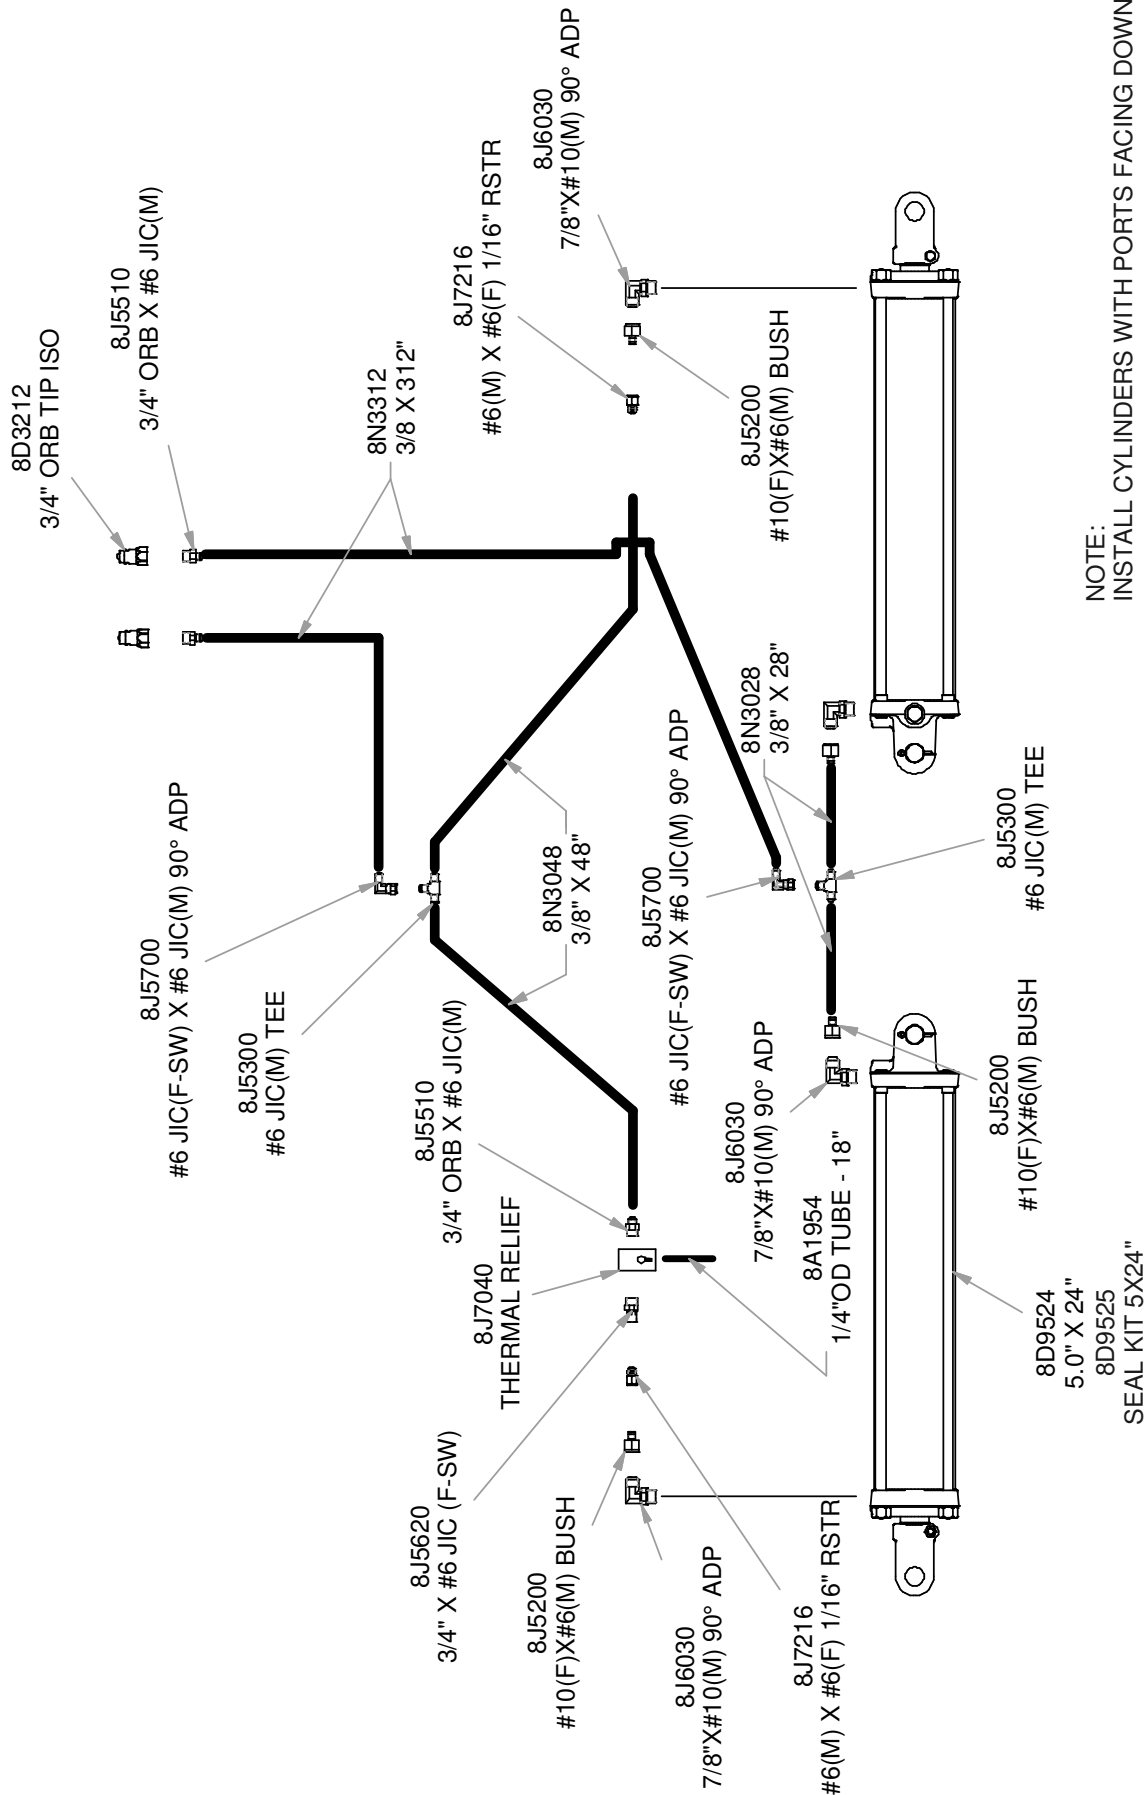 8D3212
3/4" ORB TIP ISO
8J5510
3/4" ORB X #6 JIC(M)
8N3312
3/8 X 312"
8J7216
#6(M) X #6(F) 1/16" RSTR
8J6030
7/8"X#10(M) 90° ADP
8J5200
#10(F)X#6(M) BUSH
8J5700
#6 JIC(F-SW) X #6 JIC(M) 90° ADP
8J5300
#6 JIC(M) TEE
8N3048
3/8" X 48"
8J5700
#6 JIC(F-SW) X #6 JIC(M) 90° ADP
8N3028
3/8" X 28"
8J5300
#6 JIC(M) TEE
8J5510
3/4" ORB X #6 JIC(M)
8J7040
THERMAL RELIEF
8J6030
7/8"X#10(M) 90° ADP
8A1954
1/4"OD TUBE - 18"
8J5200
#10(F)X#6(M) BUSH
8J5620
3/4" X #6 JIC (F-SW)
8J5200
#10(F)X#6(M) BUSH
8J6030
7/8"X#10(M) 90° ADP
8J7216
#6(M) X #6(F) 1/16" RSTR
8D9524
5.0" X 24"
8D9525
SEAL KIT 5X24"
NOTE:
INSTALL CYLINDERS WITH PORTS FACING DOWN